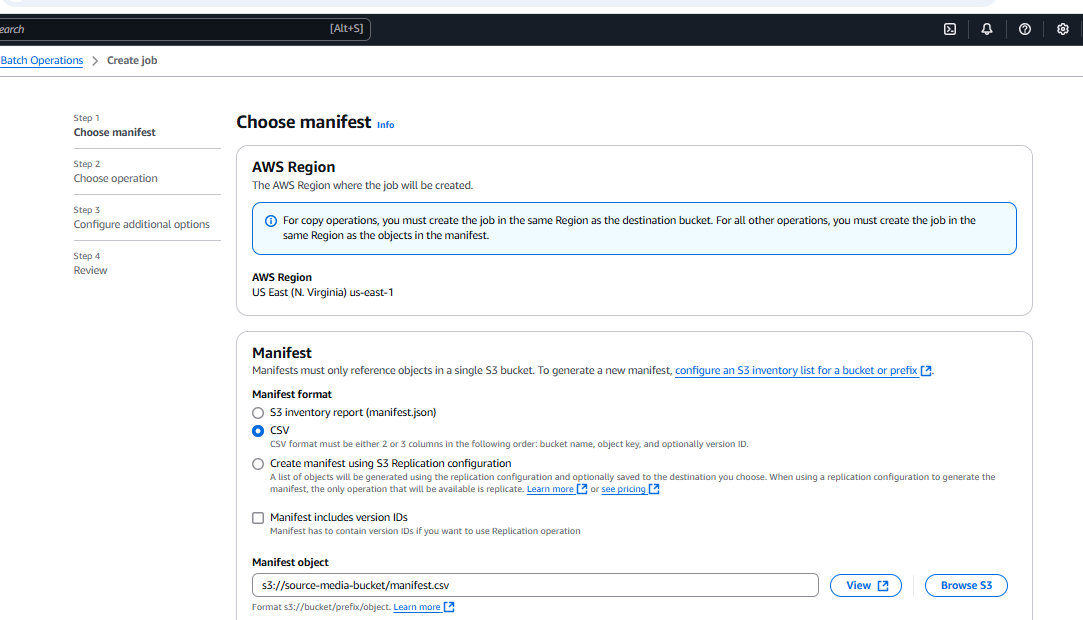 [Alt+S]
Batch Operations > Create job
Step 1
Choose manifest
Step 2
Choose operation
Step 3
Configure additional options
Step 4
Review
Choose manifest Info
AWS Region
The AWS Region where the job will be created.
For copy operations, you must create the job in the same Region as the destination bucket. For all other operations, you must create the job in the
same Region as the objects in the manifest.
AWS Region
US East (N. Virginia) us-east-1
Manifest
Manifests must only reference objects in a single S3 bucket. To generate a new manifest, configure an S3 inventory list for a bucket or prefix.
Manifest format
S3 inventory report (manifest.json)
CSV
CSV format must be either 2 or 3 columns in the following order: bucket name, object key, and optionally version ID.
Create manifest using S3 Replication configuration
A list of objects will be generated using the replication configuration and optionally saved to the destination you choose. When using a replication configuration to generate the
manifest, the only operation that will be available is replicate. Learn more or see pricing
Manifest includes version IDs
Manifest has to contain version IDs if you want to use Replication operation
Manifest object
s3://source-media-bucket/manifest.csv View Browse S3
Format s3://bucket/prefix/object. Learn more